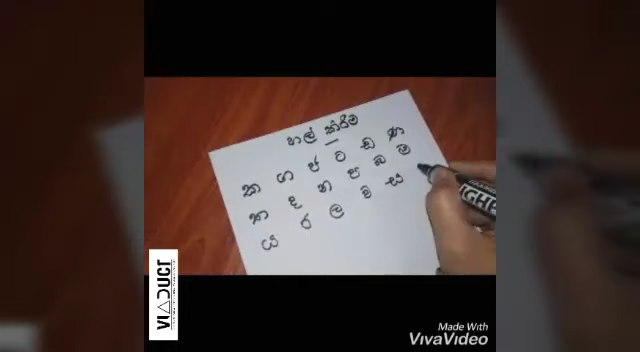 හල් කිරීම
ක ග ජ ට ඩ ණ
ත ද න ප බ ම
ය ර ල ව ස
VIADUCT
Made With
VivaVideo